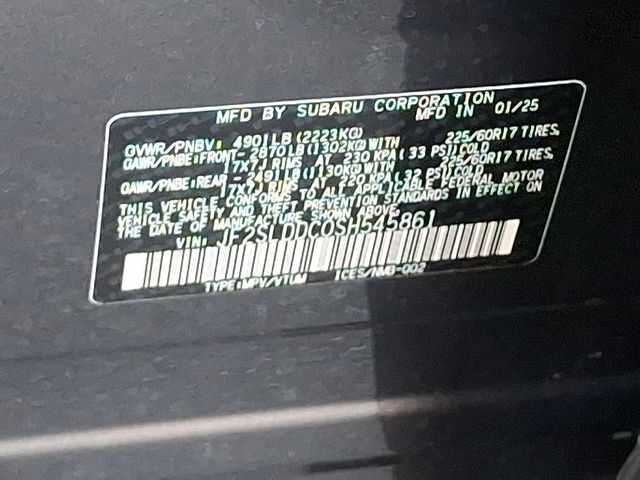 MFD BY SUBARU CORPORATION
MFD IN 01/25
GVWR/PNBV: 4901LB(2223KG)
GAWR/PNBE:FRONT- 2870LB(1302KG)WITH 225/60R17 TIRES,
17X7J RIMS AT 230 KPA(33 PSI)COLD
GAWR/PNBE:REAR - 2491LB(1130KG)WITH 225/60R17 TIRES,
17X7J RIMS AT 220 KPA(32 PSI)COLD
THIS VEHICLE CONFORMS TO ALL APPLICABLE FEDERAL MOTOR
VEHICLE SAFETY AND THEFT PREVENTION STANDARDS IN EFFECT ON
THE DATE OF MANUFACTURE SHOWN ABOVE.
VIN: JF2SLDDC0SH545861
TYPE:MPV/VTUM ICES/NMB-002